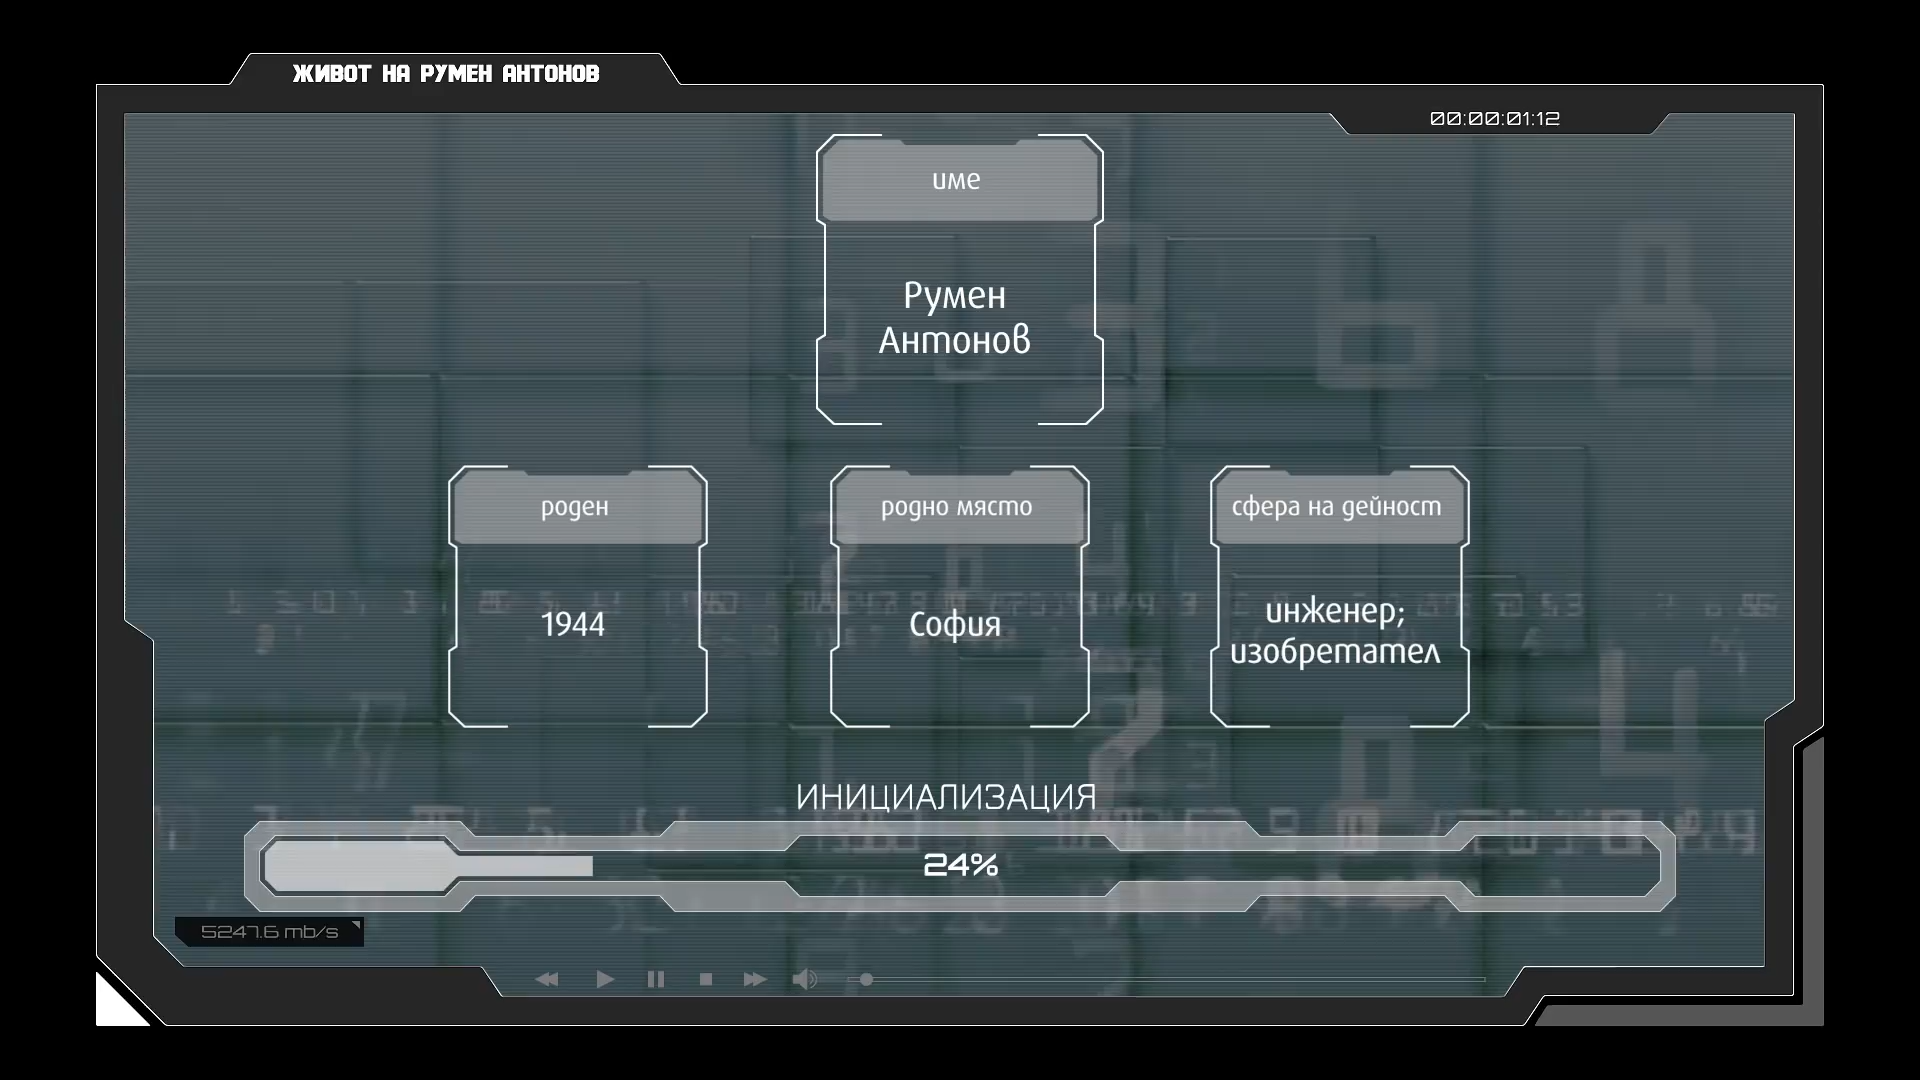 ЖИВОТ НА РУМЕН АНТОНОВ
00:00:01:12
име
Румен
Антонов
роден
родно място
сфера на дейност
1944
София
инженер;
изобретател
ИНИЦИАЛИЗАЦИЯ
24%
5247.6 mb/s